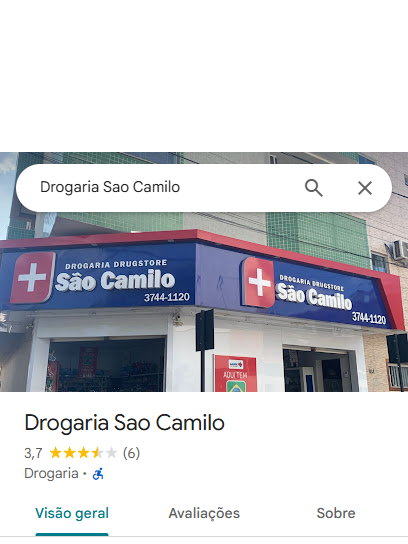 Drogaria Sao Camilo
DROGARIA DRUGSTORE
São Camilo
3744-1120
DROGARIA DRUGSTORE
São Camilo
3744-1120
AQUI TEM
Drogaria Sao Camilo
3,7 (6)
Drogaria •
Visão geral
Avaliações
Sobre